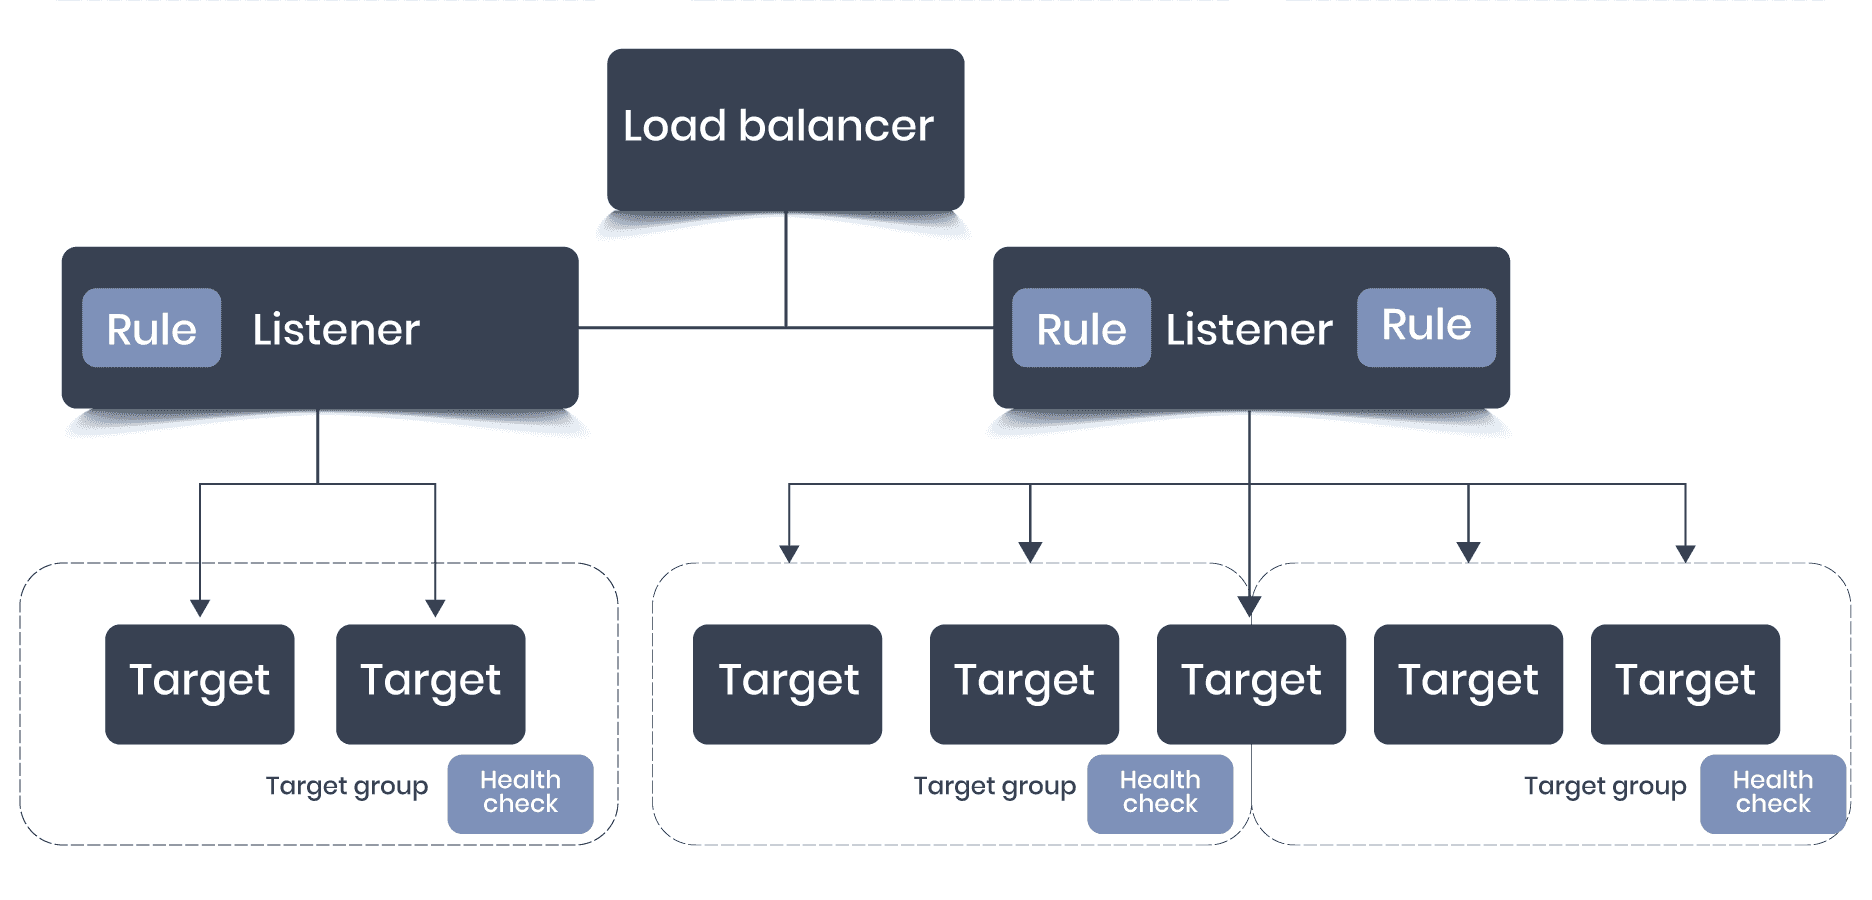 Load balancer
Rule Listener
Rule Listener Rule
Target Target
Target Target Target Target Target
Target group Health
check
Target group Health
check
Target group Health
check